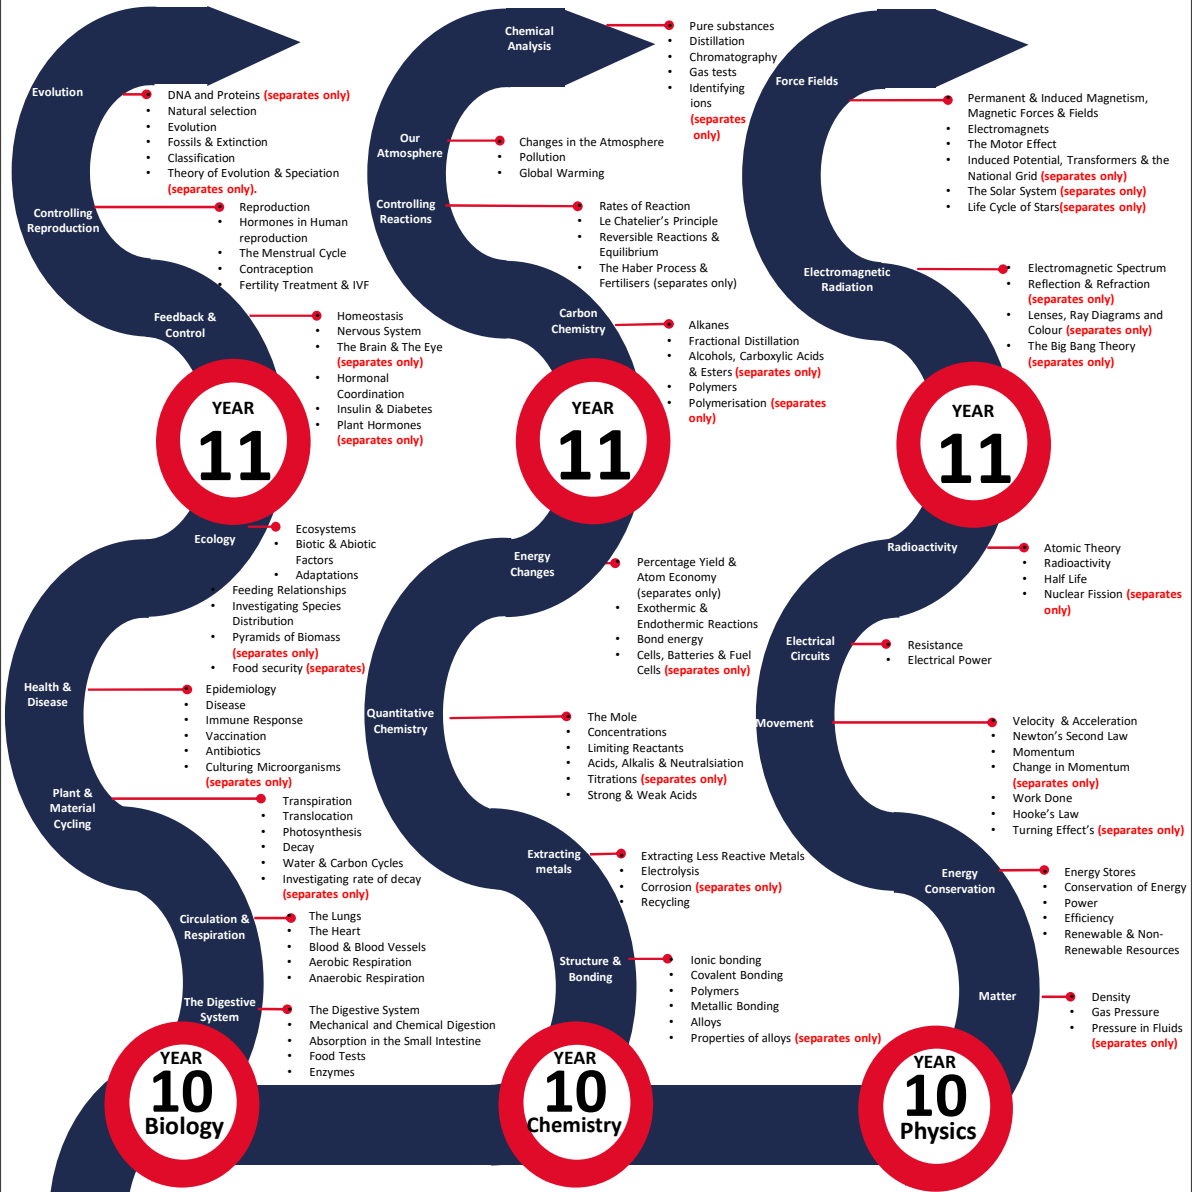 Evolution
• DNA and Proteins (separates only)
• Natural selection
• Evolution
• Fossils & Extinction
• Classification
• Theory of Evolution & Speciation
(separates only).
Controlling
Reproduction
• Reproduction
• Hormones in Human
reproduction
• The Menstrual Cycle
• Contraception
• Fertility Treatment & IVF
Feedback &
Control
• Homeostasis
• Nervous System
• The Brain & The Eye
(separates only)
• Hormonal
Coordination
• Insulin & Diabetes
• Plant Hormones
(separates only)
YEAR
11
Ecology
• Ecosystems
• Biotic & Abiotic
Factors
• Adaptations
• Feeding Relationships
• Investigating Species
Distribution
• Pyramids of Biomass
(separates only)
• Food security (separates)
Health &
Disease
• Epidemiology
• Disease
• Immune Response
• Vaccination
• Antibiotics
• Culturing Microorganisms
(separates only)
Plant &
Material
Cycling
• Transpiration
• Translocation
• Photosynthesis
• Decay
• Water & Carbon Cycles
• Investigating rate of decay
(separates only)
Circulation &
Respiration
• The Lungs
• The Heart
• Blood & Blood Vessels
• Aerobic Respiration
• Anaerobic Respiration
The Digestive
System
• The Digestive System
• Mechanical and Chemical Digestion
• Absorption in the Small Intestine
• Food Tests
• Enzymes
YEAR
10
Biology
Chemical
Analysis
• Pure substances
• Distillation
• Chromatography
• Gas tests
• Identifying
ions
(separates
only)
Our
Atmosphere
• Changes in the Atmosphere
• Pollution
• Global Warming
Controlling
Reactions
• Rates of Reaction
• Le Chatelier's Principle
• Reversible Reactions &
Equilibrium
• The Haber Process &
Fertilisers (separates only)
Carbon
Chemistry
• Alkanes
• Fractional Distillation
• Alcohols, Carboxylic Acids
& Esters (separates only)
• Polymers
• Polymerisation (separates
only)
YEAR
11
Energy
Changes
• Percentage Yield &
Atom Economy
(separates only)
• Exothermic &
Endothermic Reactions
• Bond energy
• Cells, Batteries & Fuel
Cells (separates only)
Quantitative
Chemistry
• The Mole
• Concentrations
• Limiting Reactants
• Acids, Alkalis & Neutralsiation
• Titrations (separates only)
• Strong & Weak Acids
Extracting
metals
• Extracting Less Reactive Metals
• Electrolysis
• Corrosion (separates only)
• Recycling
Structure &
Bonding
• Ionic bonding
• Covalent Bonding
• Polymers
• Metallic Bonding
• Alloys
• Properties of alloys (separates only)
YEAR
10
Chemistry
Force Fields
• Permanent & Induced Magnetism,
Magnetic Forces & Fields
• Electromagnets
• The Motor Effect
• Induced Potential, Transformers & the
National Grid (separates only)
• The Solar System (separates only)
• Life Cycle of Stars(separates only)
Electromagnetic
Radiation
• Electromagnetic Spectrum
• Reflection & Refraction
(separates only)
• Lenses, Ray Diagrams and
Colour (separates only)
• The Big Bang Theory
(separates only)
YEAR
11
Radioactivity
• Atomic Theory
• Radioactivity
• Half Life
• Nuclear Fission (separates
only)
Electrical
Circuits
• Resistance
• Electrical Power
Movement
• Velocity & Acceleration
• Newton's Second Law
• Momentum
• Change in Momentum
(separates only)
• Work Done
• Hooke's Law
• Turning Effect's (separates only)
Energy
Conservation
• Energy Stores
• Conservation of Energy
• Power
• Efficiency
• Renewable & Non-
Renewable Resources
Matter
• Density
• Gas Pressure
• Pressure in Fluids
(separates only)
YEAR
10
Physics